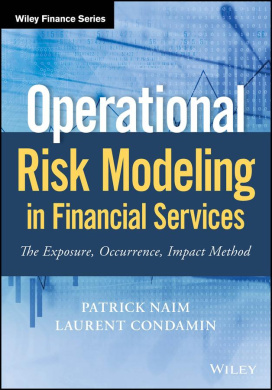 Wiley Finance Series
Operational
Risk Modeling
in Financial Services
The Exposure, Occurrence, Impact Method
PATRICK NAIM
LAURENT CONDAMIN
WILEY